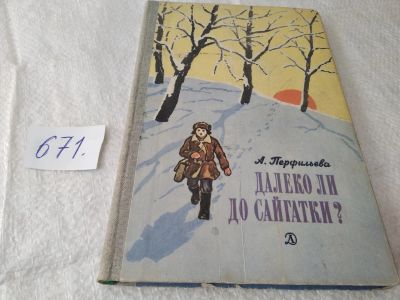 671.
А. Перфильева
ДАЛЕКО ЛИ
ДО САЙГАТКИ?
Д